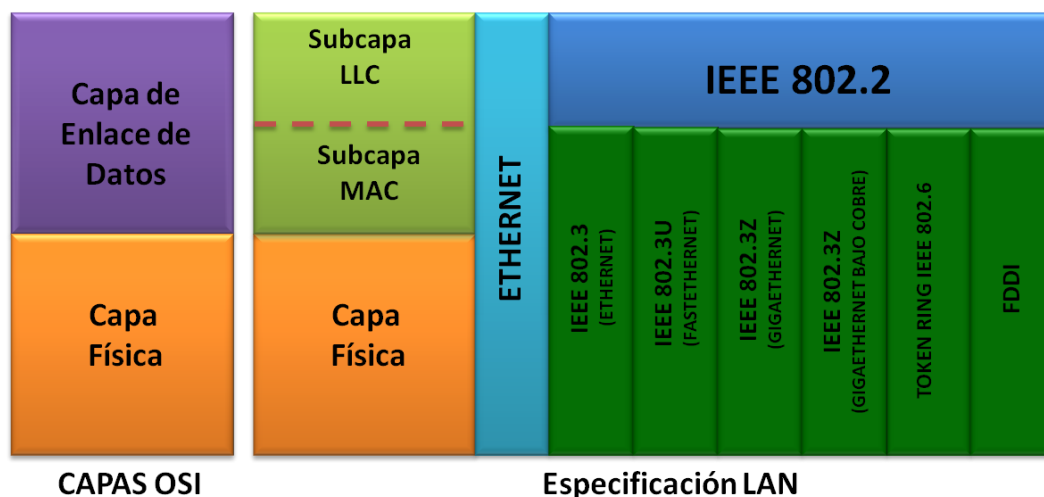 Capa de
Enlace de
Datos
Capa
Física
CAPAS OSI
Subcapa
LLC
Subcapa
MAC
Capa
Física
ETHERNET
IEEE 802.2
IEEE 802.3
(ETHERNET)
IEEE 802.3U
(FASTETHERNET)
IEEE 802.3Z
(GIGAETHERNET)
IEEE 802.3Z
(GIGAETHERNET BAJO COBRE)
TOKEN RING IEEE 802.6
FDDI
Especificación LAN